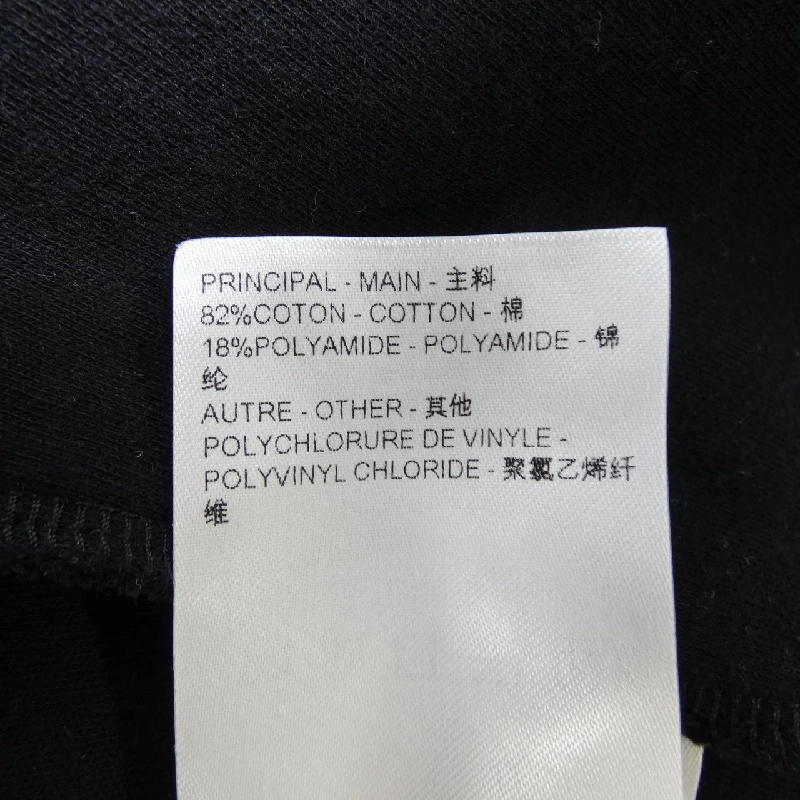 PRINCIPAL - MAIN - 主料
82%COTON - COTTON - 棉
18%POLYAMIDE - POLYAMIDE - 锦
纶
AUTRE - OTHER - 其他
POLYCHLORURE DE VINYLE -
POLYVINYL CHLORIDE - 聚氯乙烯纤
维